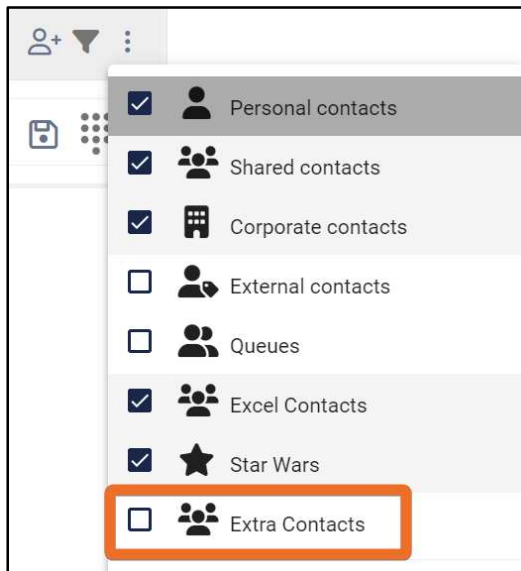 Personal contacts
Shared contacts
Corporate contacts
External contacts
Queues
Excel Contacts
Star Wars
Extra Contacts